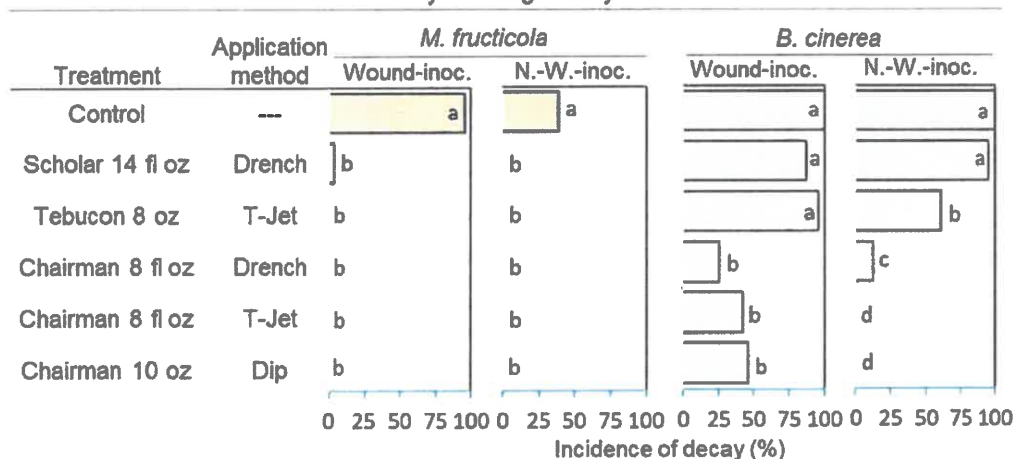 M. fructicola B. cinerea
Treatment Application method Wound-inoc. N.-W.-inoc. Wound-inoc. N.-W.-inoc.
Control --- a a a a
Scholar 14 fl oz Drench b b a a
Tebucon 8 oz T-Jet b b a b
Chairman 8 fl oz Drench b b b c
Chairman 8 fl oz T-Jet b b b d
Chairman 10 oz Dip b b b d
0 25 50 75 100 0 25 50 75 100 0 25 50 75 100 0 25 50 75 100
Incidence of decay (%)